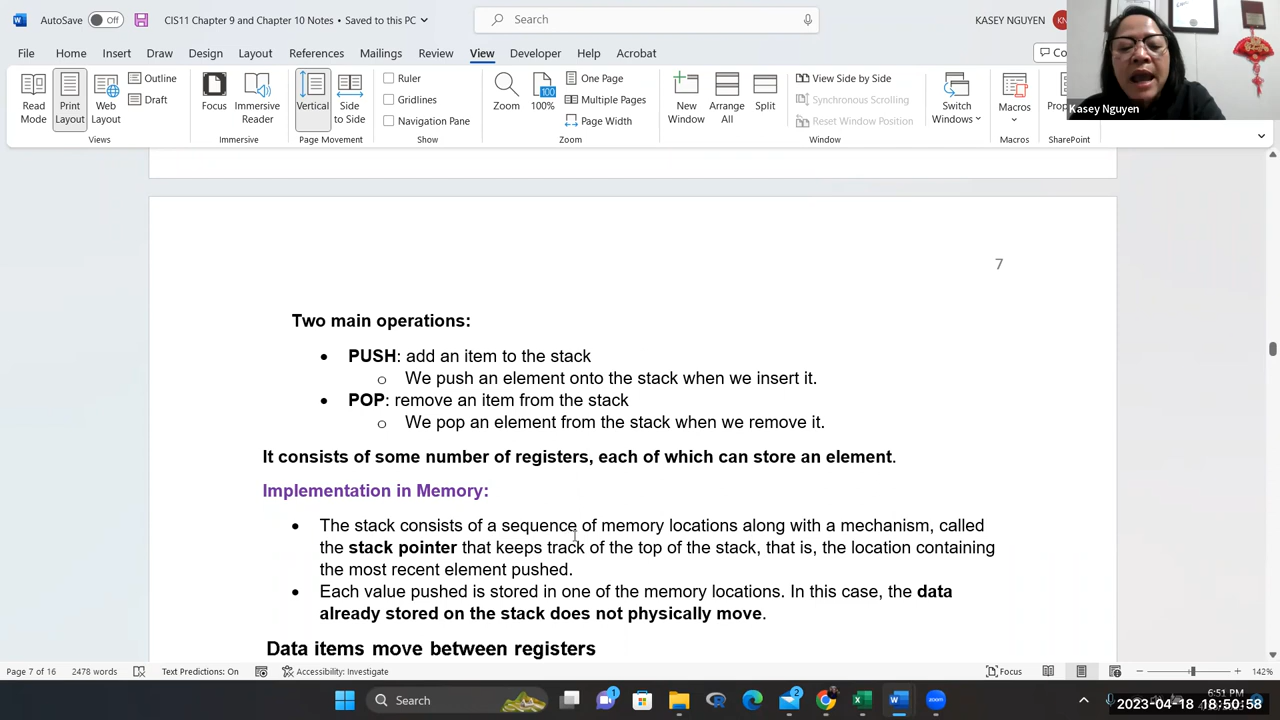 AutoSave Off CIS11 Chapter 9 and Chapter 10 Notes • Saved to this PC Search KASEY NGUYEN
File Home Insert Draw Design Layout References Mailings Review View Developer Help Acrobat
Read Mode
Print Layout
Web Layout
Outline
Draft
Views
Focus
Immersive Reader
Immersive
Vertical
Side to Side
Page Movement
Ruler
Gridlines
Navigation Pane
Show
Zoom
100
100%
One Page
Multiple Pages
Page Width
Zoom
New Window
Arrange All
Split
View Side by Side
Synchronous Scrolling
Reset Window Position
Window
Switch Windows
Macros
Macros
SharePoint
Kasey Nguyen
7
Two main operations:
• PUSH: add an item to the stack
o We push an element onto the stack when we insert it.
• POP: remove an item from the stack
o We pop an element from the stack when we remove it.
It consists of some number of registers, each of which can store an element.
Implementation in Memory:
• The stack consists of a sequence of memory locations along with a mechanism, called
the stack pointer that keeps track of the top of the stack, that is, the location containing
the most recent element pushed.
• Each value pushed is stored in one of the memory locations. In this case, the data
already stored on the stack does not physically move.
Data items move between registers
Page 7 of 16 2478 words Text Predictions: On Accessibility: Investigate Focus 142%
Search 1 2 zoom 6:51 PM
2023-04-18 18:50:58